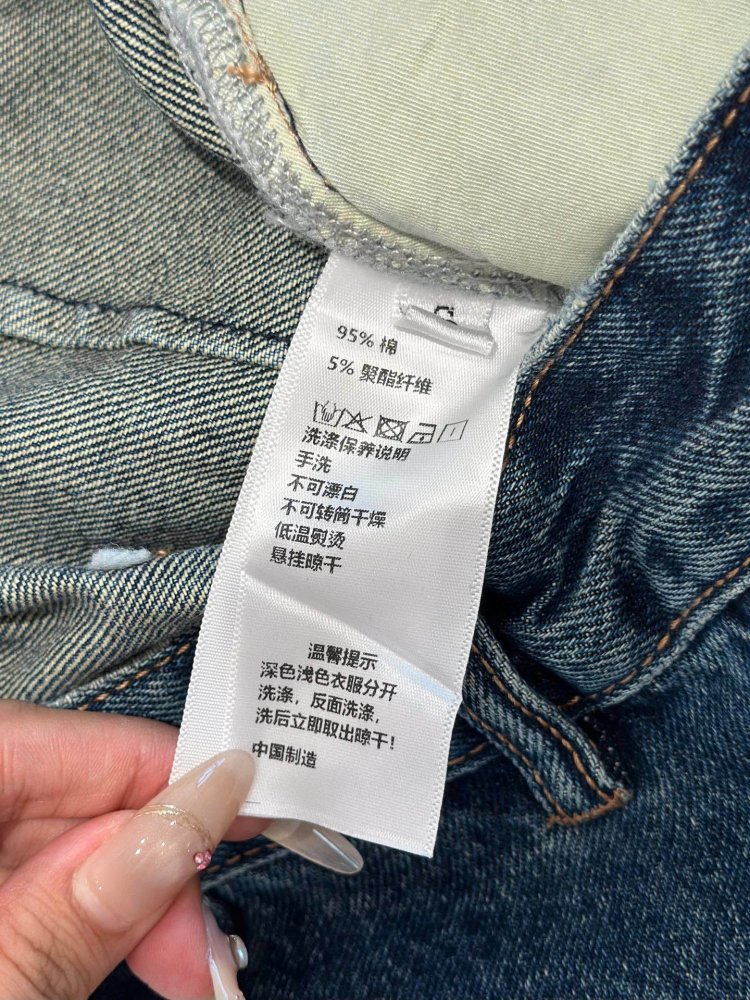 95% 棉
5% 聚酯纤维
洗涤保养说明
手洗
不可漂白
不可转筒干燥
低温熨烫
悬挂晾干
温馨提示
深色浅色衣服分开
洗涤，反面洗涤，
洗后立即取出晾干！
中国制造